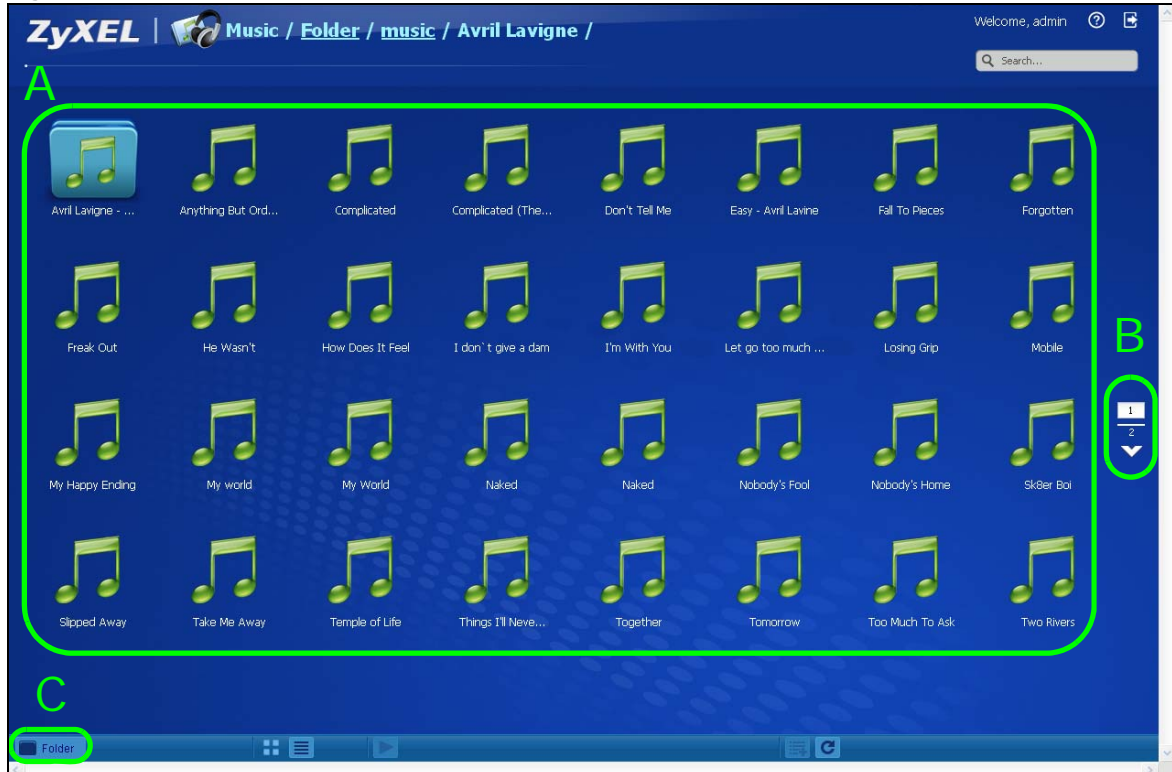 ZyXEL | Music / Folder / music / Avril Lavigne /
Welcome, admin
Search...
A
Avril Lavigne - ...
Anything But Ord...
Complicated
Complicated (The...
Don't Tell Me
Easy - Avril Lavine
Fall To Pieces
Forgotten
Freak Out
He Wasn't
How Does It Feel
I don`t give a dam
I'm With You
Let go too much ...
Losing Grip
Mobile
B
1
2
My Happy Ending
My world
My World
Naked
Naked
Nobody's Fool
Nobody's Home
Sk8er Boi
Slipped Away
Take Me Away
Temple of Life
Things I'll Neve...
Together
Tomorrow
Too Much To Ask
Two Rivers
C
Folder